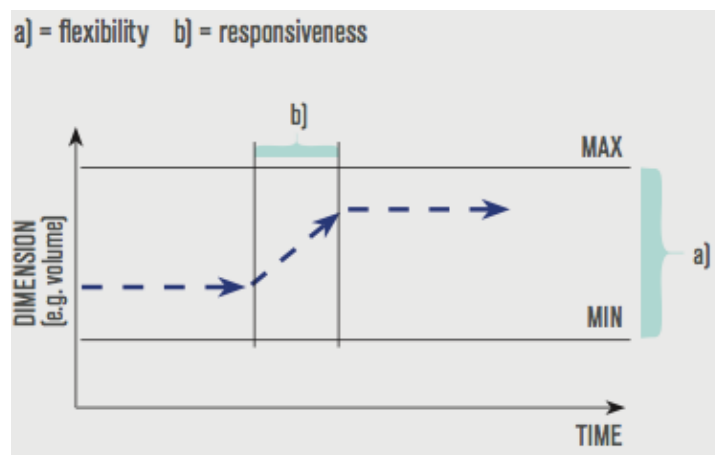 a) = flexibility b) = responsiveness
b)
MAX
DIMENSION
(e.g. volume)
a)
MIN
TIME